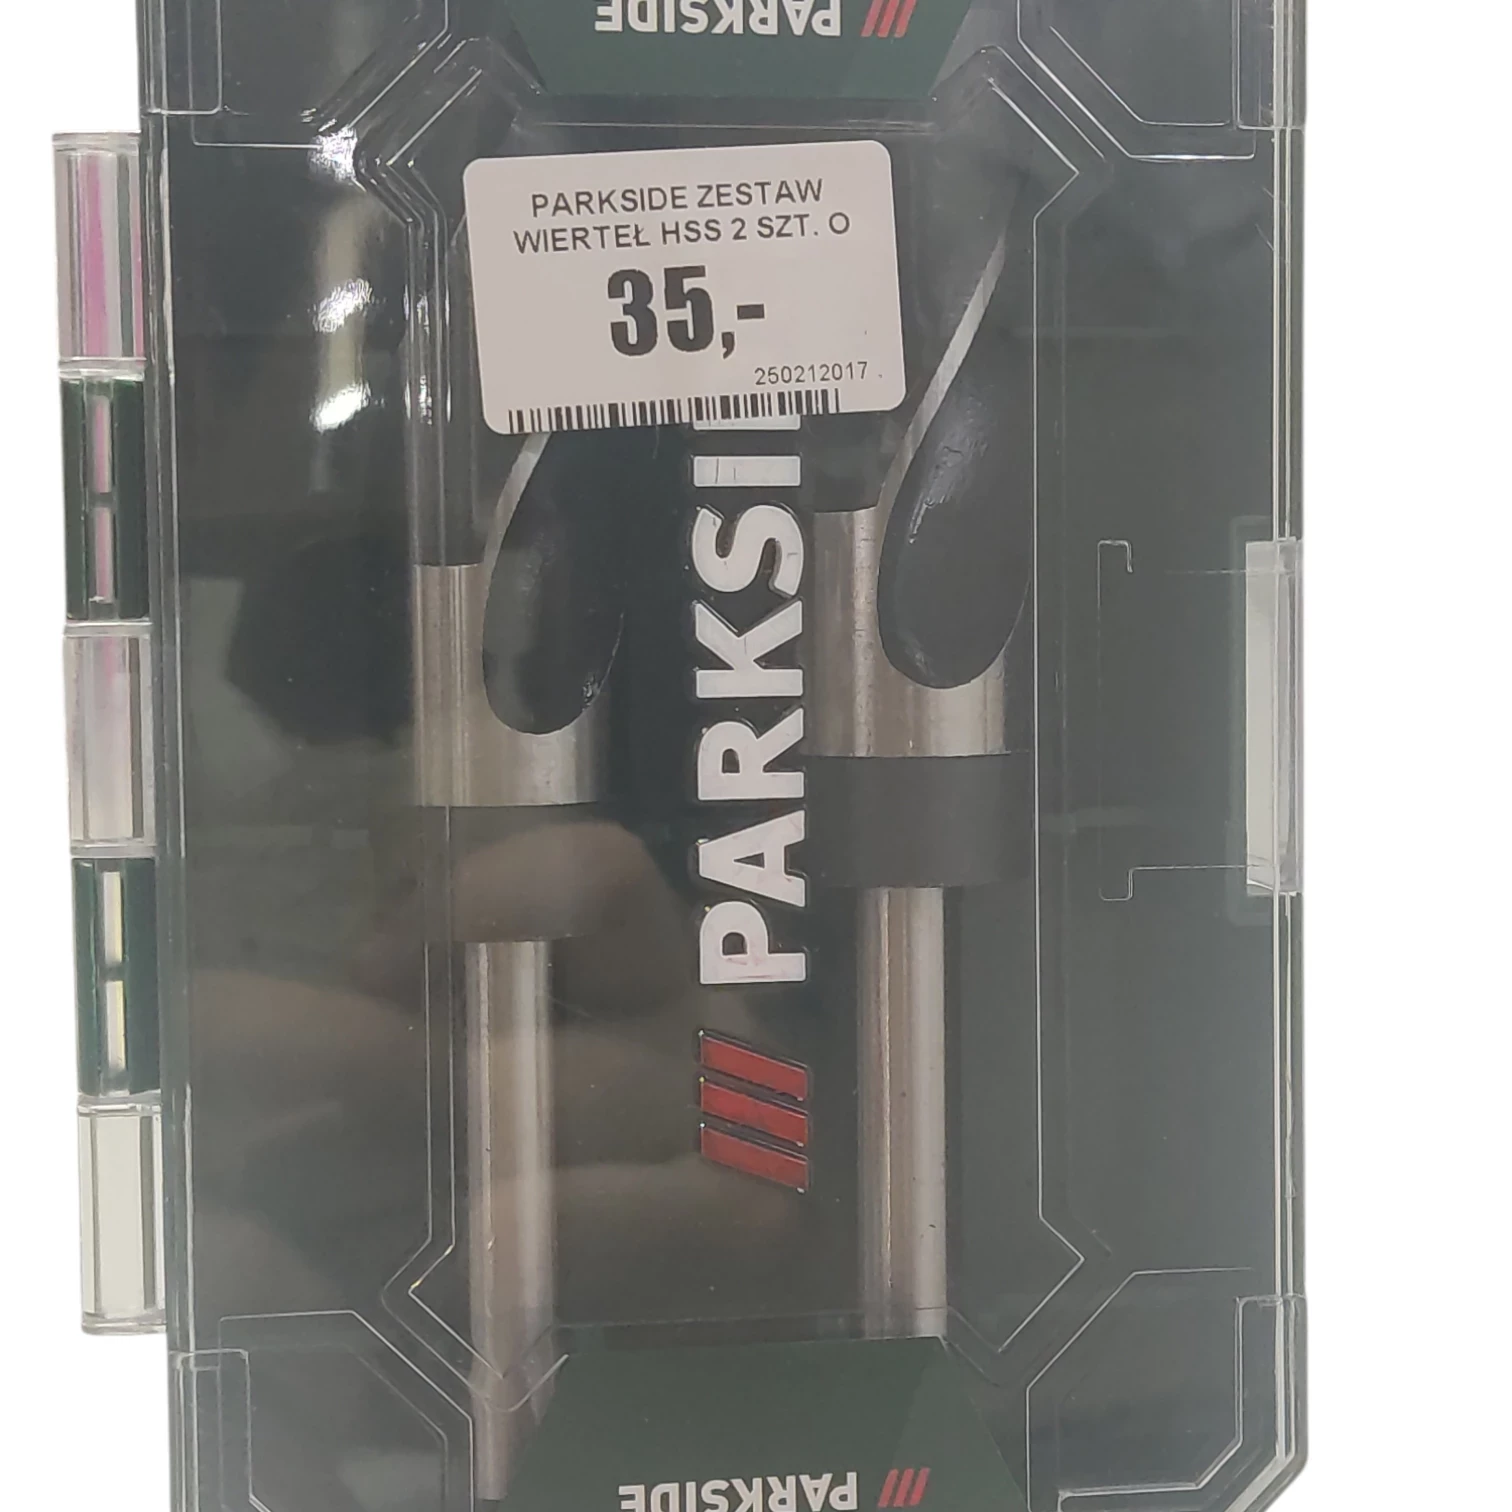 PARKSIDE
PARKSIDE ZESTAW
WIERTEŁ HSS 2 SZT. O
35,-
250212017
PARKSI
PARKSIDE